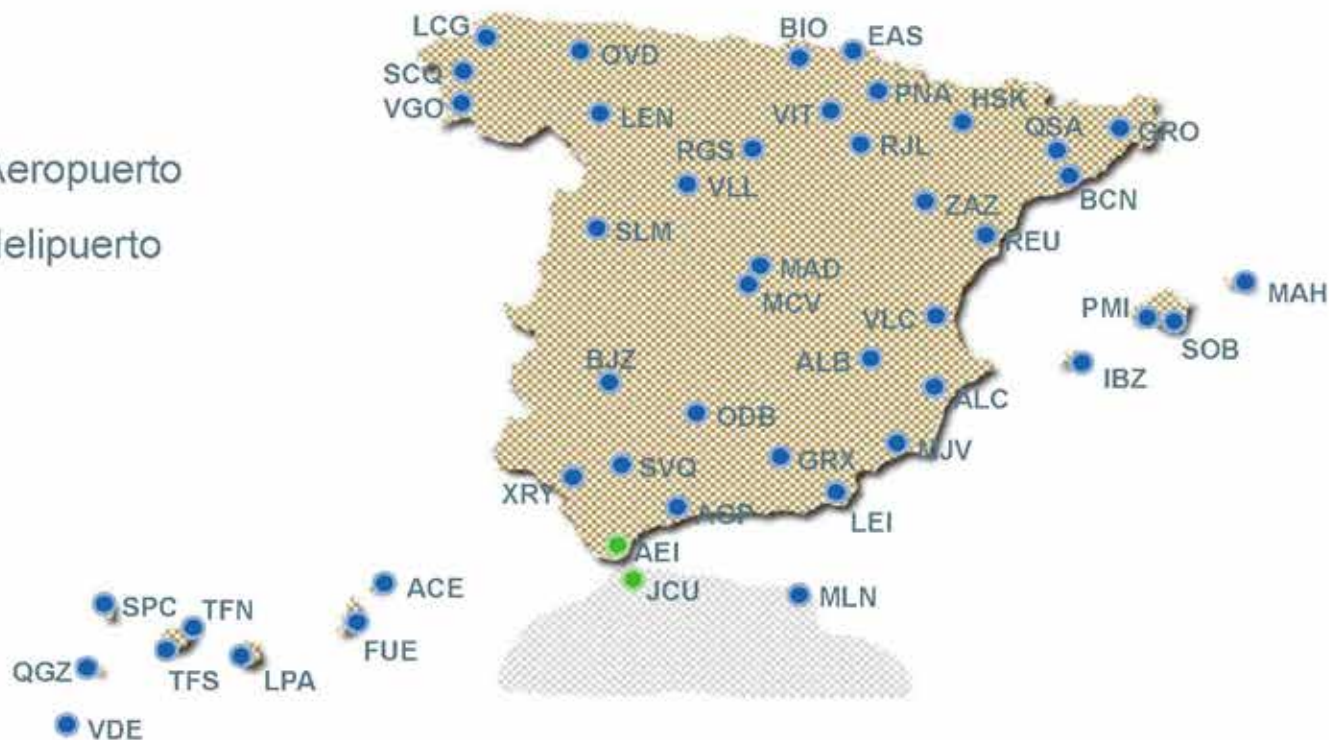 LCG
OVD
BIO
EAS
SCQ
VGO
LEN
VIT
PNA
HSK
QSA
GRO
RGS
RJL
Aeropuerto
VLL
ZAZ
BCN
SLM
REU
Helipuerto
MAD
MCV
MAH
PMI
SOB
VLC
ALB
IBZ
BJZ
ALC
ODB
MJV
SVQ
GRX
XRY
AGP
LEI
AEI
JCU
MLN
ACE
SPC
TFN
FUE
QGZ
TFS
LPA
VDE